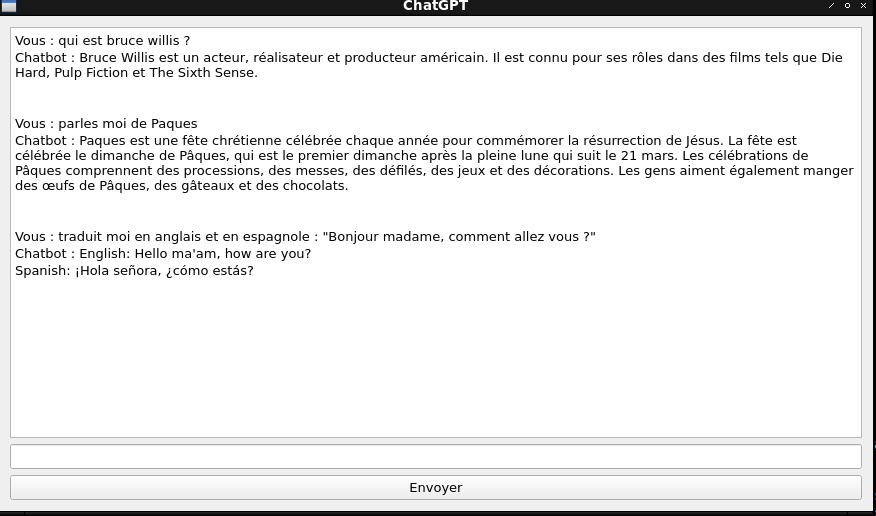 ChatGPT
Vous : qui est bruce willis ?
Chatbot : Bruce Willis est un acteur, réalisateur et producteur américain. Il est connu pour ses rôles dans des films tels que Die
Hard, Pulp Fiction et The Sixth Sense.
Vous : parles moi de Paques
Chatbot : Paques est une fête chrétienne célébrée chaque année pour commémorer la résurrection de Jésus. La fête est
célébrée le dimanche de Pâques, qui est le premier dimanche après la pleine lune qui suit le 21 mars. Les célébrations de
Pâques comprennent des processions, des messes, des défilés, des jeux et des décorations. Les gens aiment également manger
des œufs de Pâques, des gâteaux et des chocolats.
Vous : traduit moi en anglais et en espagnole : "Bonjour madame, comment allez vous ?"
Chatbot : English: Hello ma'am, how are you?
Spanish: ¡Hola señora, ¿cómo estás?
Envoyer